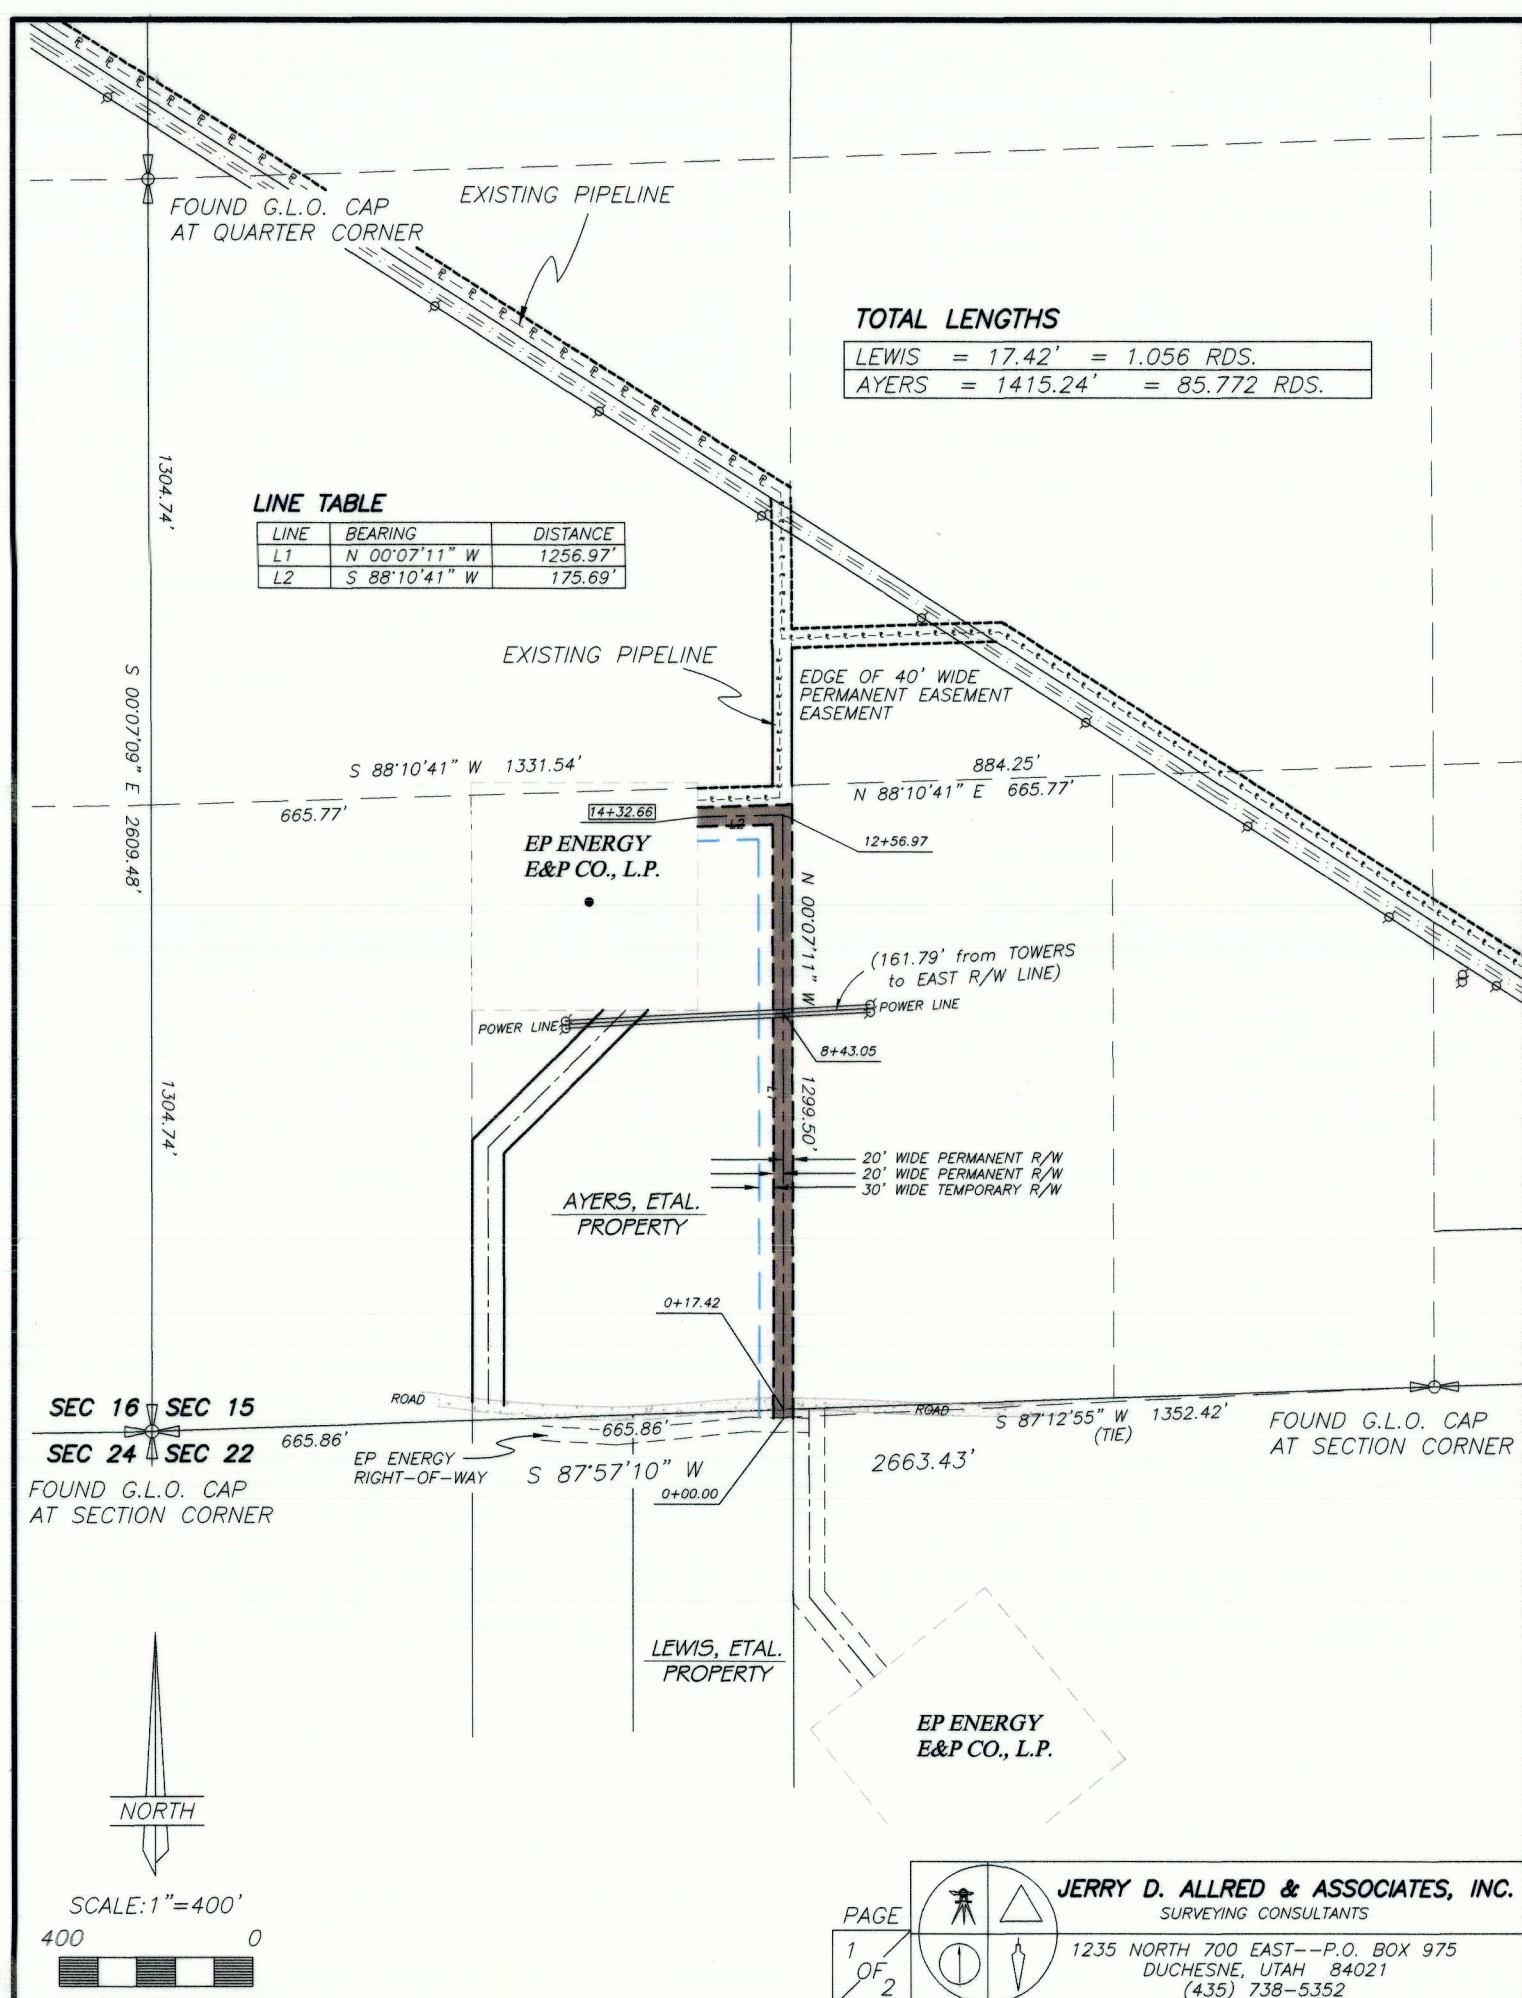 FOUND G.L.O. CAP
AT QUARTER CORNER
EXISTING PIPELINE
TOTAL LENGTHS
LEWIS = 17.42' = 1.056 RDS.
AYERS = 1415.24' = 85.772 RDS.
1304.74'
LINE TABLE
LINE BEARING DISTANCE
L1 N 00°07'11" W 1256.97'
L2 S 88°10'41" W 175.69'
EXISTING PIPELINE
EDGE OF 40' WIDE
PERMANENT EASEMENT
EASEMENT
S 00°07'09" E 2609.48'
S 88°10'41" W 1331.54'
884.25'
N 88°10'41" E 665.77'
665.77'
14+32.66
L2
12+56.97
EP ENERGY
E&P CO., L.P.
N 00°07'11" W 1299.50'
(161.79' from TOWERS
to EAST R/W LINE)
POWER LINE
POWER LINE
8+43.05
1304.74'
L1
20' WIDE PERMANENT R/W
20' WIDE PERMANENT R/W
30' WIDE TEMPORARY R/W
AYERS, ETAL.
PROPERTY
0+17.42
SEC 16 SEC 15
SEC 24 SEC 22
FOUND G.L.O. CAP
AT SECTION CORNER
ROAD
ROAD
665.86'
665.86'
EP ENERGY
RIGHT-OF-WAY
S 87°57'10" W
2663.43'
0+00.00
S 87°12'55" W 1352.42'
(TIE)
FOUND G.L.O. CAP
AT SECTION CORNER
LEWIS, ETAL.
PROPERTY
EP ENERGY
E&P CO., L.P.
NORTH
SCALE: 1"=400'
400 0
PAGE
1
OF
2
JERRY D. ALLRED & ASSOCIATES, INC.
SURVEYING CONSULTANTS
1235 NORTH 700 EAST--P.O. BOX 975
DUCHESNE, UTAH 84021
(435) 738-5352